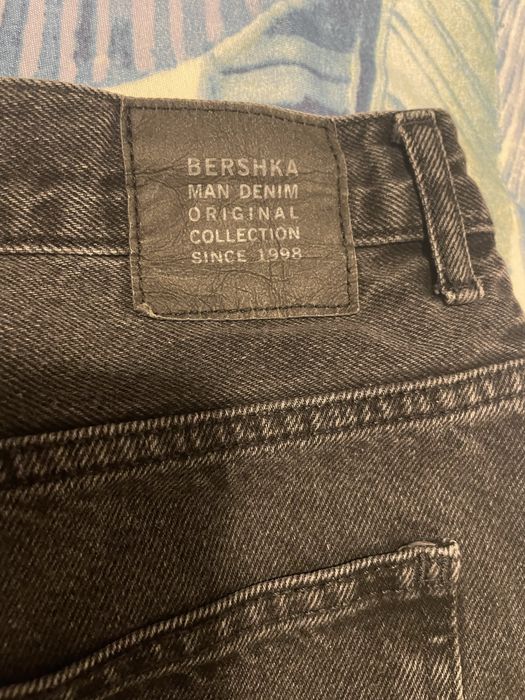 BERSHKA
MAN DENIM
ORIGINAL
COLLECTION
SINCE 1998